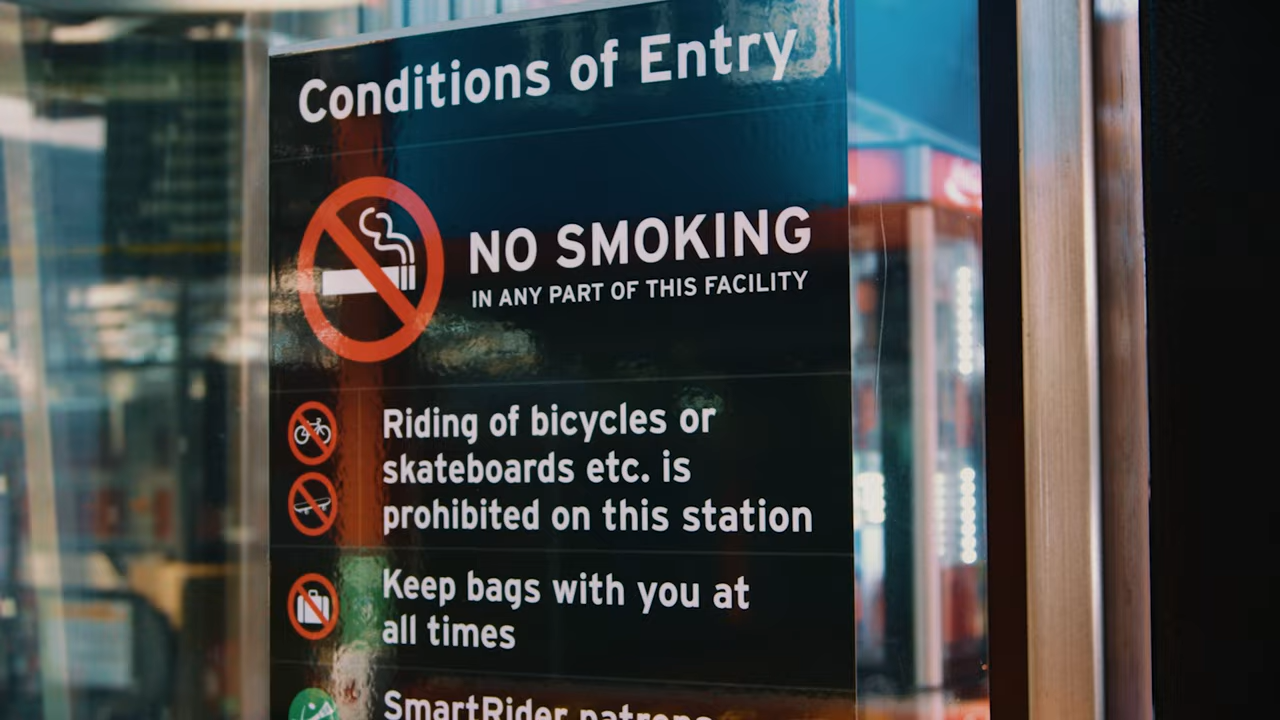 Conditions of Entry
NO SMOKING
IN ANY PART OF THIS FACILITY
Riding of bicycles or
skateboards etc. is
prohibited on this station
Keep bags with you at
all times
SmartRider patrons